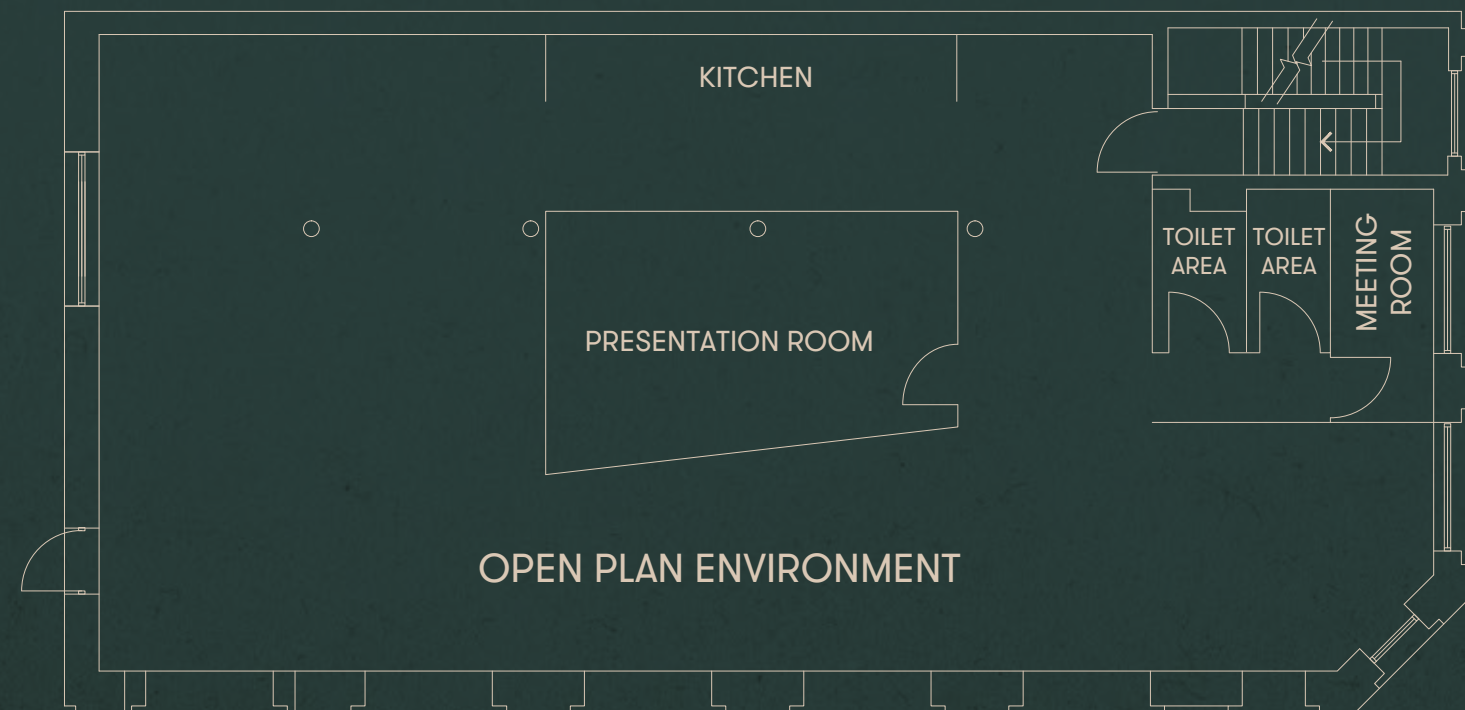 KITCHEN
TOILET
AREA
TOILET
AREA
MEETING
ROOM
PRESENTATION ROOM
OPEN PLAN ENVIRONMENT